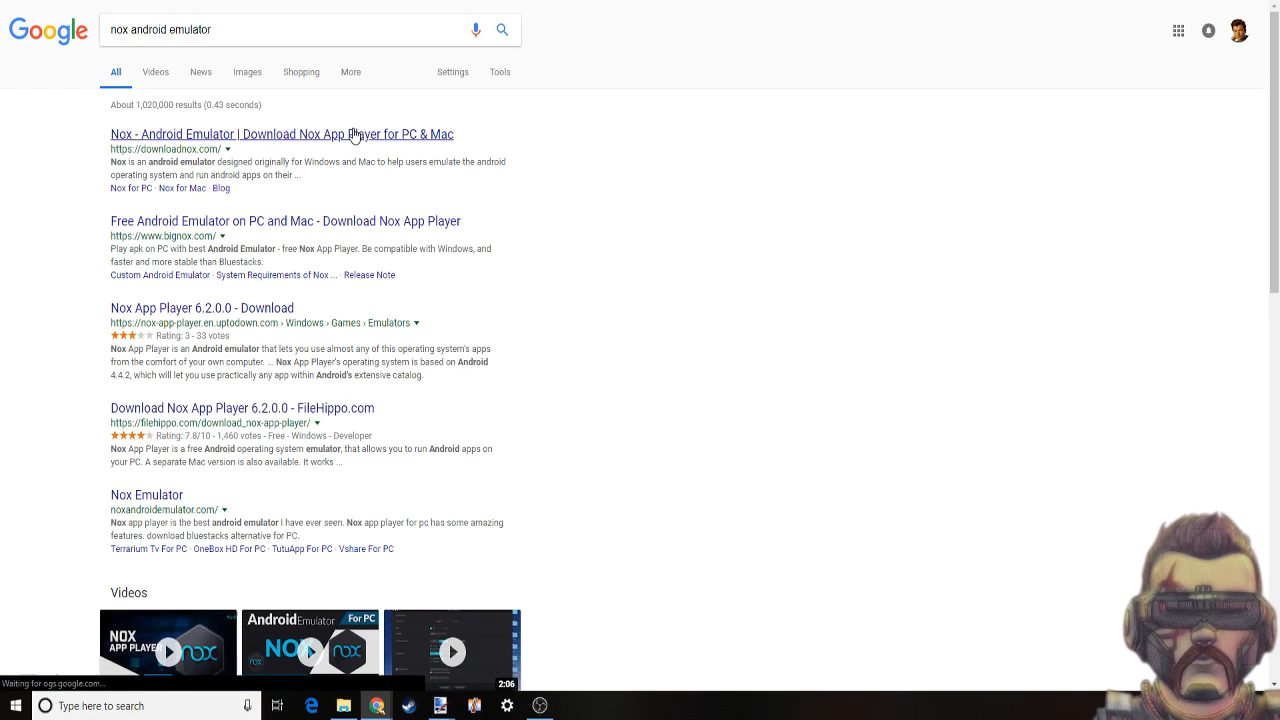 Google
nox android emulator
All Videos News Images Shopping More Settings Tools
About 1,020,000 results (0.43 seconds)
Nox - Android Emulator | Download Nox App Player for PC & Mac
https://downloadnox.com/
Nox is an android emulator designed originally for Windows and Mac to help users emulate the android
operating system and run android apps on their ...
Nox for PC · Nox for Mac · Blog
Free Android Emulator on PC and Mac - Download Nox App Player
https://www.bignox.com/
Play apk on PC with best Android Emulator - free Nox App Player. Be compatible with Windows, and
faster and more stable than Bluestacks.
Custom Android Emulator · System Requirements of Nox ... · Release Note
Nox App Player 6.2.0.0 - Download
https://nox-app-player.en.uptodown.com › Windows › Games › Emulators
Rating: 3 - 33 votes
Nox App Player is an Android emulator that lets you use almost any of this operating system's apps
from the comfort of your own computer. ... Nox App Player's operating system is based on Android
4.4.2, which will let you use practically any app within Android's extensive catalog.
Download Nox App Player 6.2.0.0 - FileHippo.com
https://filehippo.com/download_nox-app-player/
Rating: 7.8/10 - 1,460 votes - Free - Windows - Developer
Nox App Player is a free Android operating system emulator, that allows you to run Android apps on
your PC. A separate Mac version is also available. It works ...
Nox Emulator
noxandroidemulator.com/
Nox app player is the best android emulator I have ever seen. Nox app player for pc has some amazing
features. download bluestacks alternative for PC.
Terrarium Tv For PC · OneBox HD For PC · TutuApp For PC · Vshare For PC
Videos
NOX
APP PLAYER
nox
Android Emulator For PC
NOX
nox
nox
2:06
Waiting for ogs.google.com...
Type here to search